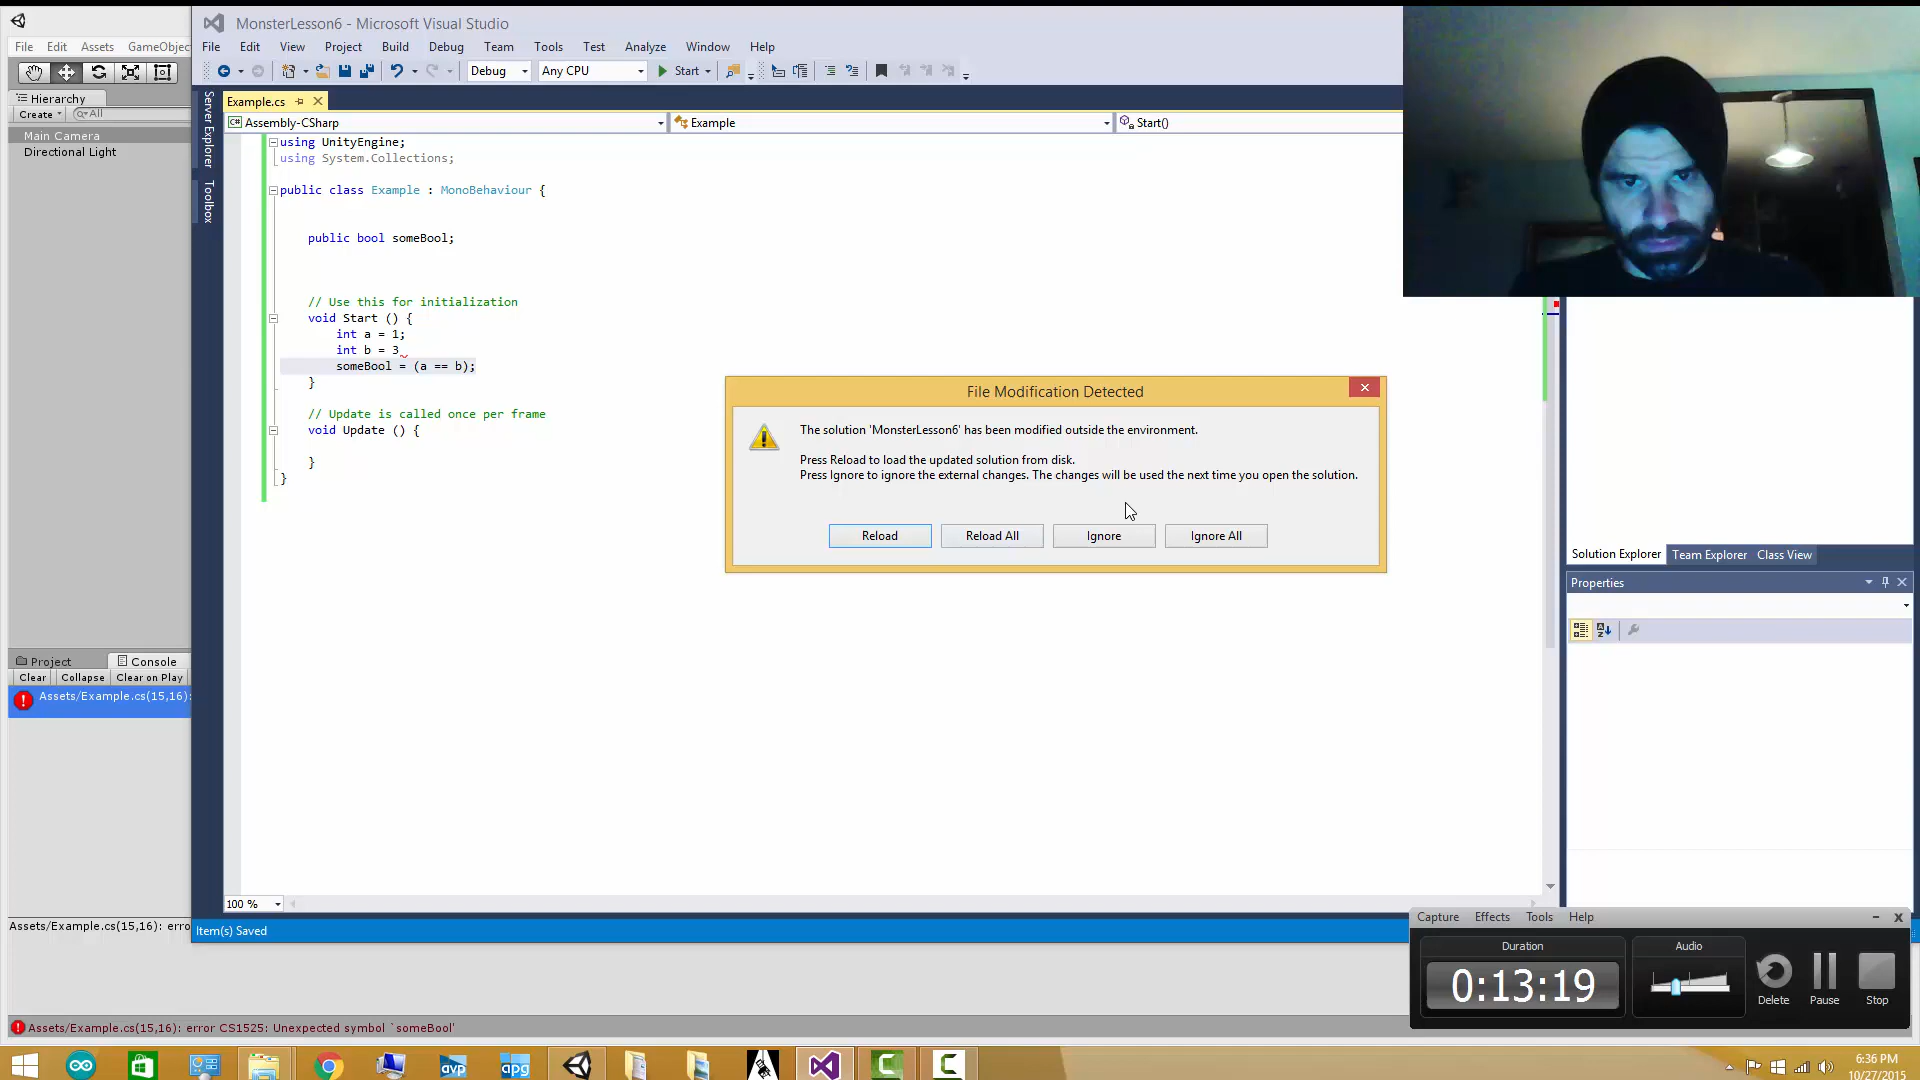 MonsterLesson6 - Microsoft Visual Studio
File Edit Assets GameObjec
File Edit View Project Build Debug Team Tools Test Analyze Window Help
Debug Any CPU Start
Hierarchy
Create All
Main Camera
Directional Light
Server Explorer
Toolbox
Example.cs
Assembly-CSharp Example Start()
using UnityEngine;
using System.Collections;
public class Example : MonoBehaviour {
public bool someBool;
// Use this for initialization
void Start () {
int a = 1;
int b = 3
someBool = (a == b);
}
// Update is called once per frame
void Update () {
}
}
File Modification Detected
The solution 'MonsterLesson6' has been modified outside the environment.
Press Reload to load the updated solution from disk.
Press Ignore to ignore the external changes. The changes will be used the next time you open the solution.
Reload Reload All Ignore Ignore All
Solution Explorer Team Explorer Class View
Properties
Project Console
Clear Collapse Clear on Play
Assets/Example.cs(15,16):
100 %
Assets/Example.cs(15,16): erro
Item(s) Saved
Capture Effects Tools Help
Duration Audio
0:13:19
Delete Pause Stop
Assets/Example.cs(15,16): error CS1525: Unexpected symbol `someBool'
avp apg
6:36 PM
10/27/2015